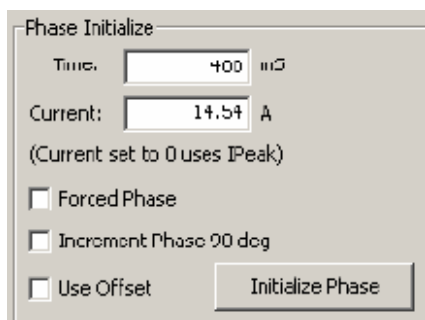 Phase Initialize
Time: 400 mS
Current: 14.54 A
(Current set to 0 uses IPeak)
Forced Phase
Increment Phase 90 deg
Use Offset Initialize Phase